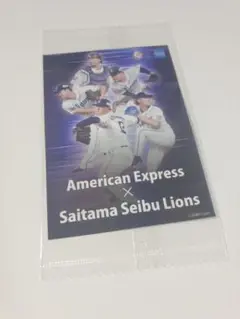 American Express
×
Saitama Seibu Lions